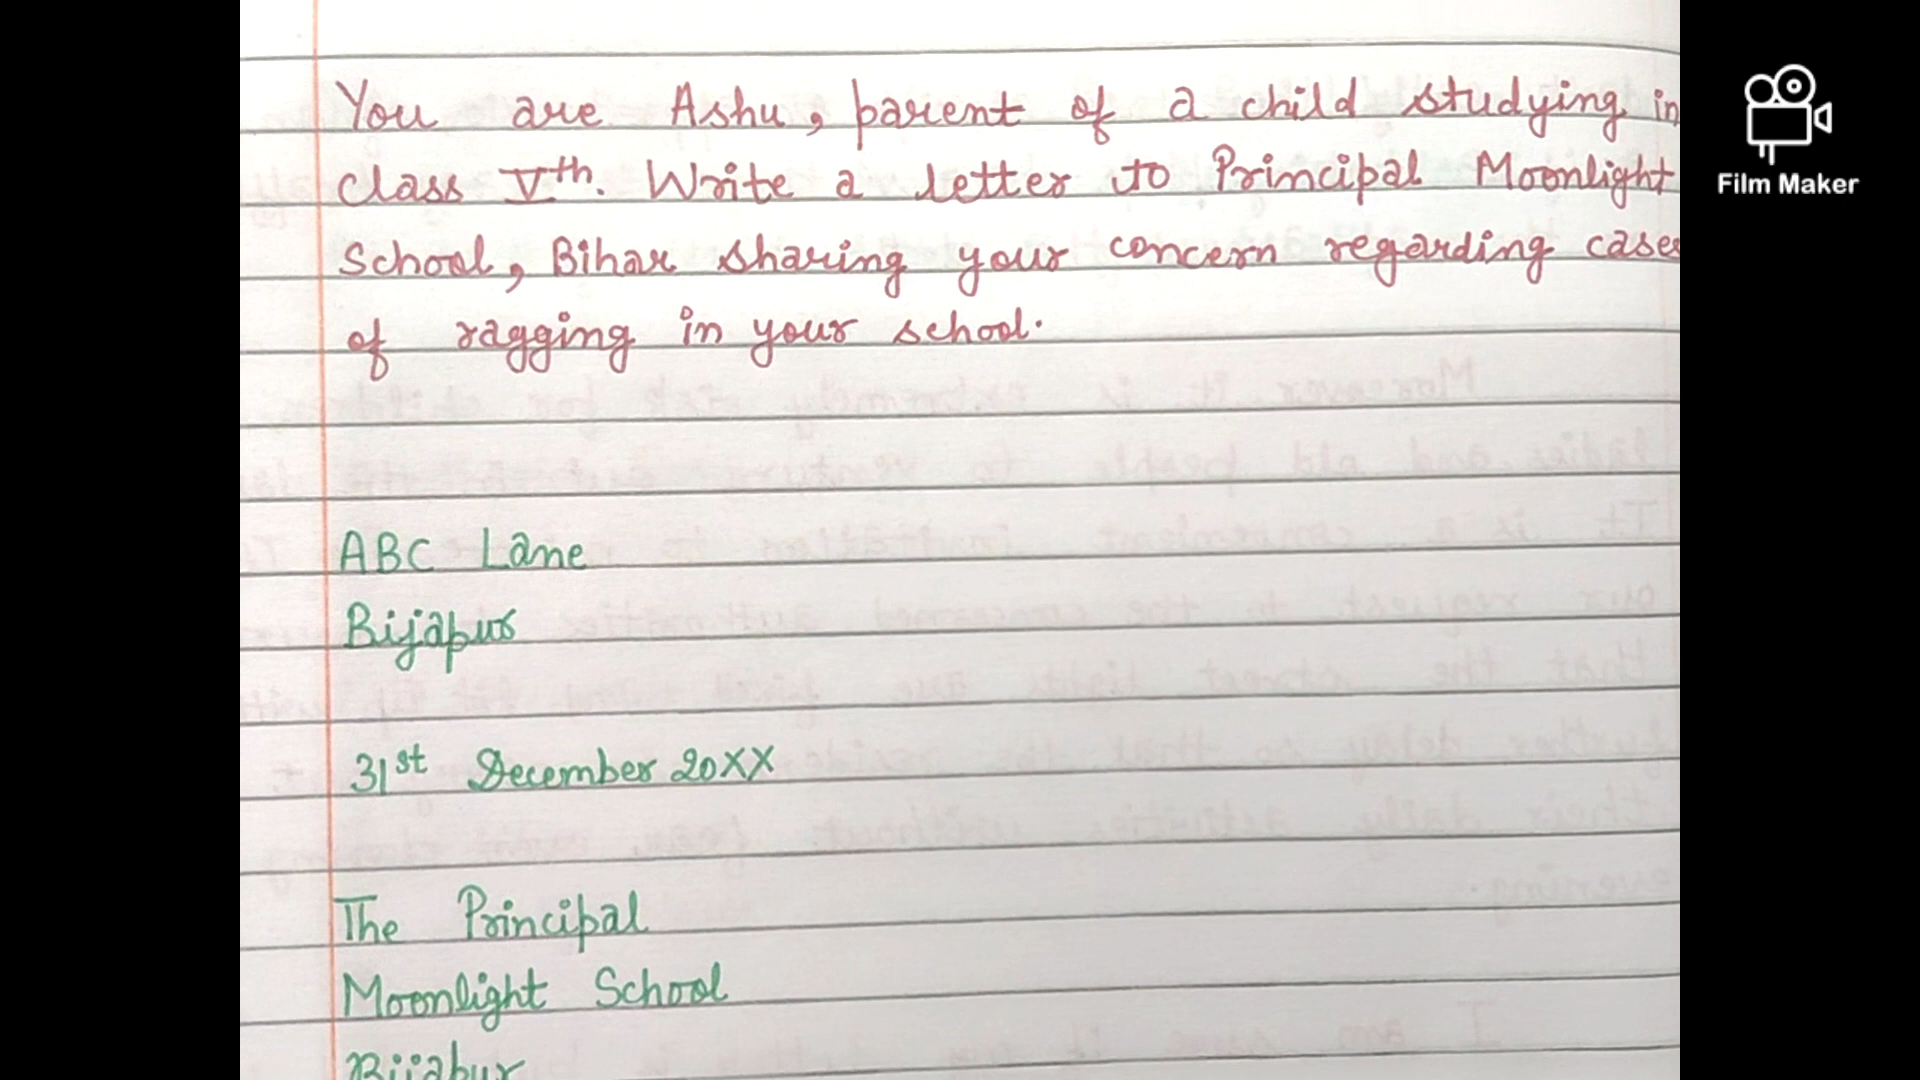 You are Ashu, parent of a child studying in
class Vth. Write a letter to Principal Moonlight
School, Bihar sharing your concern regarding cases
of ragging in your school.
ABC Lane
Bijapur
31st December 20XX
The Principal
Moonlight School
Bijapur
Film Maker